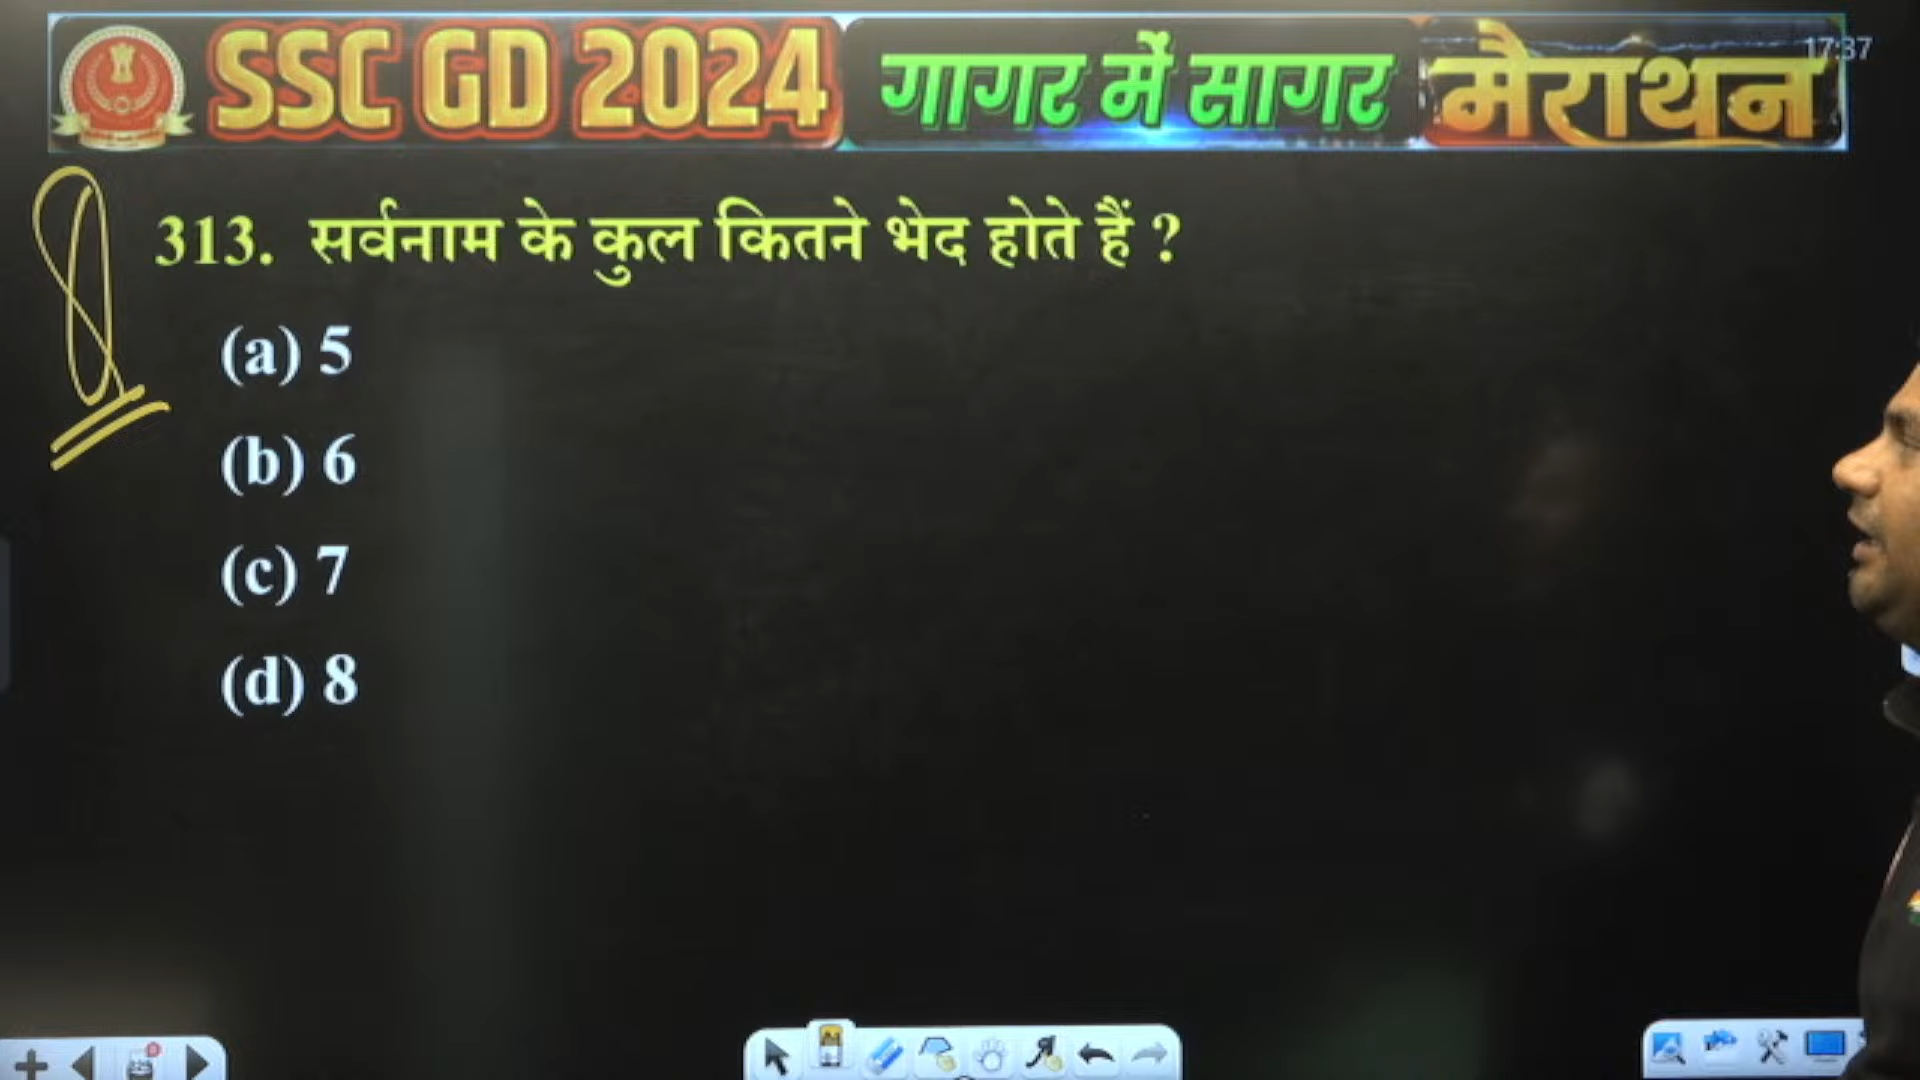 SSC GD 2024 गागर में सागर मैराथन
17:37
313. सर्वनाम के कुल कितने भेद होते हैं ?
(a) 5
(b) 6
(c) 7
(d) 8